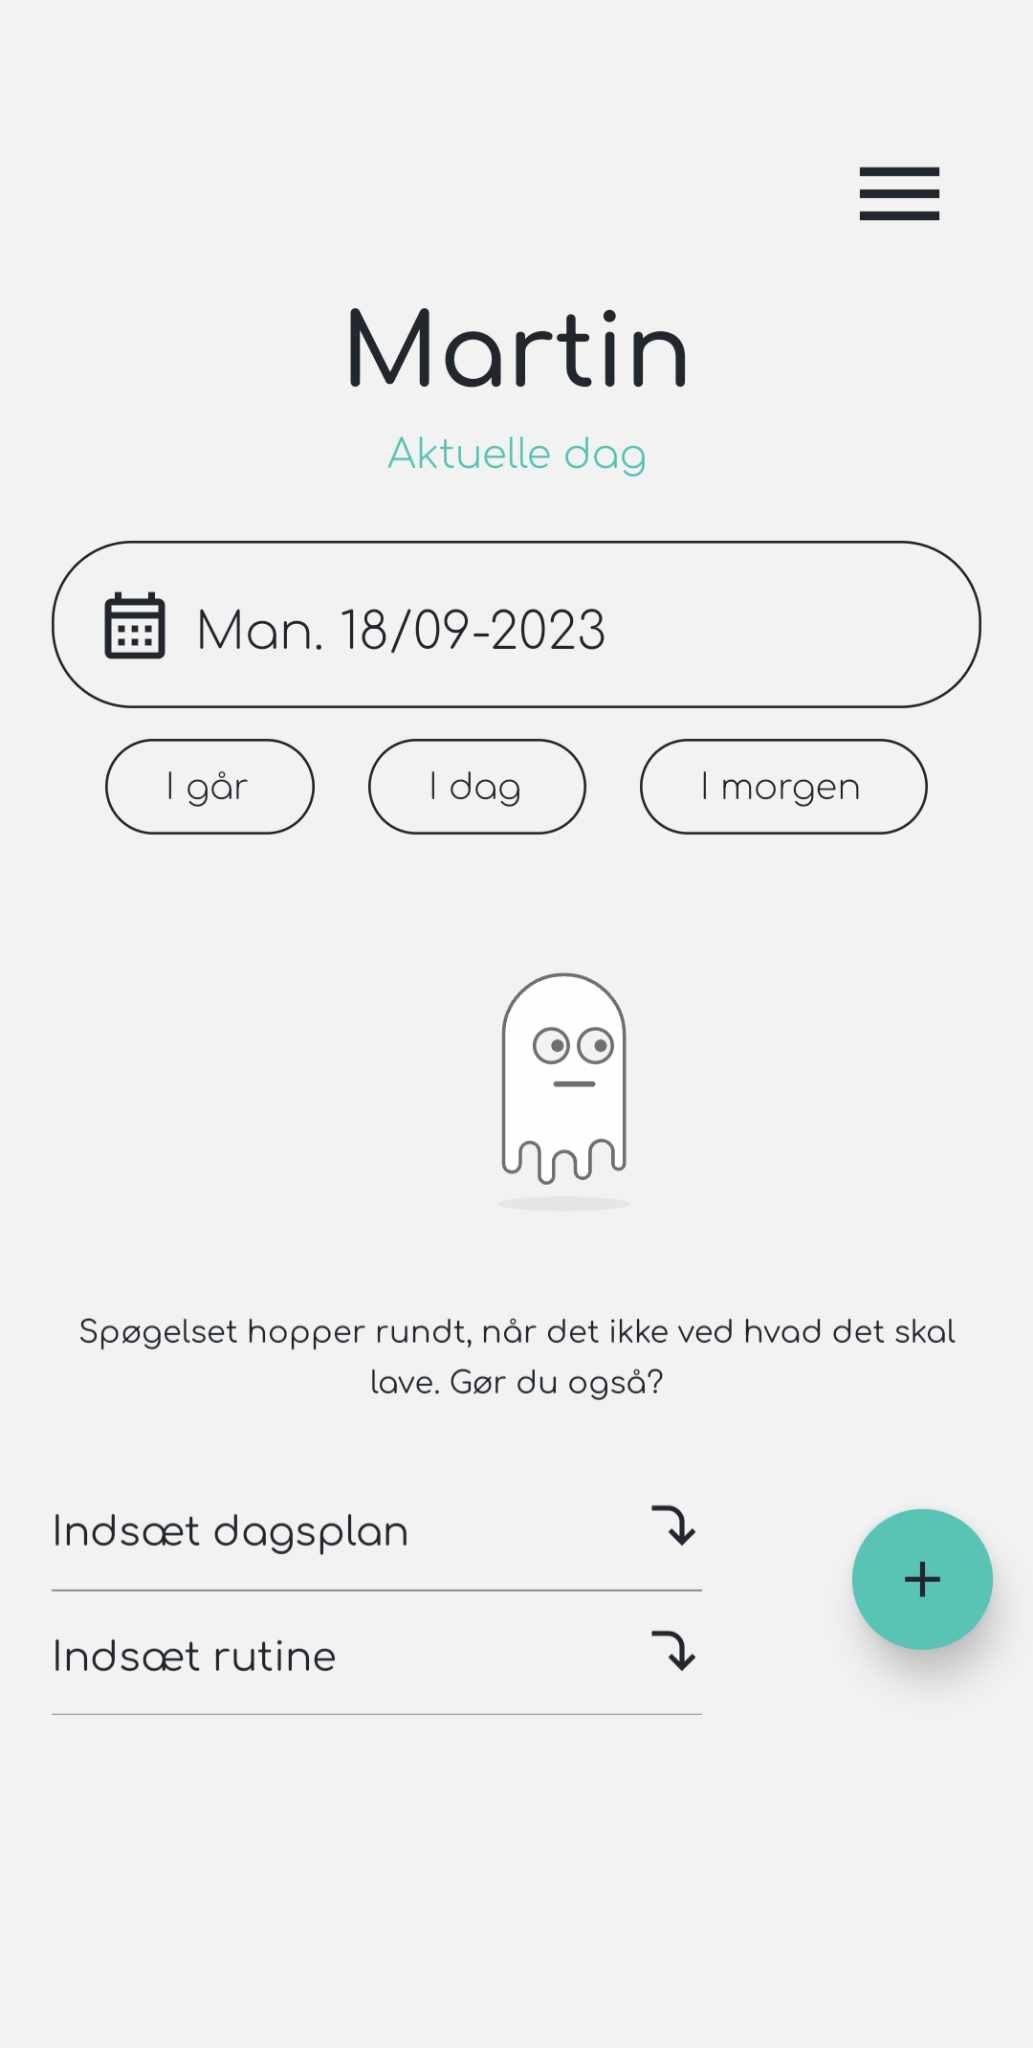 Martin
Aktuelle dag
Man. 18/09-2023
I går
I dag
I morgen
Spøgelset hopper rundt, når det ikke ved hvad det skal
lave. Gør du også?
Indsæt dagsplan
Indsæt rutine
+